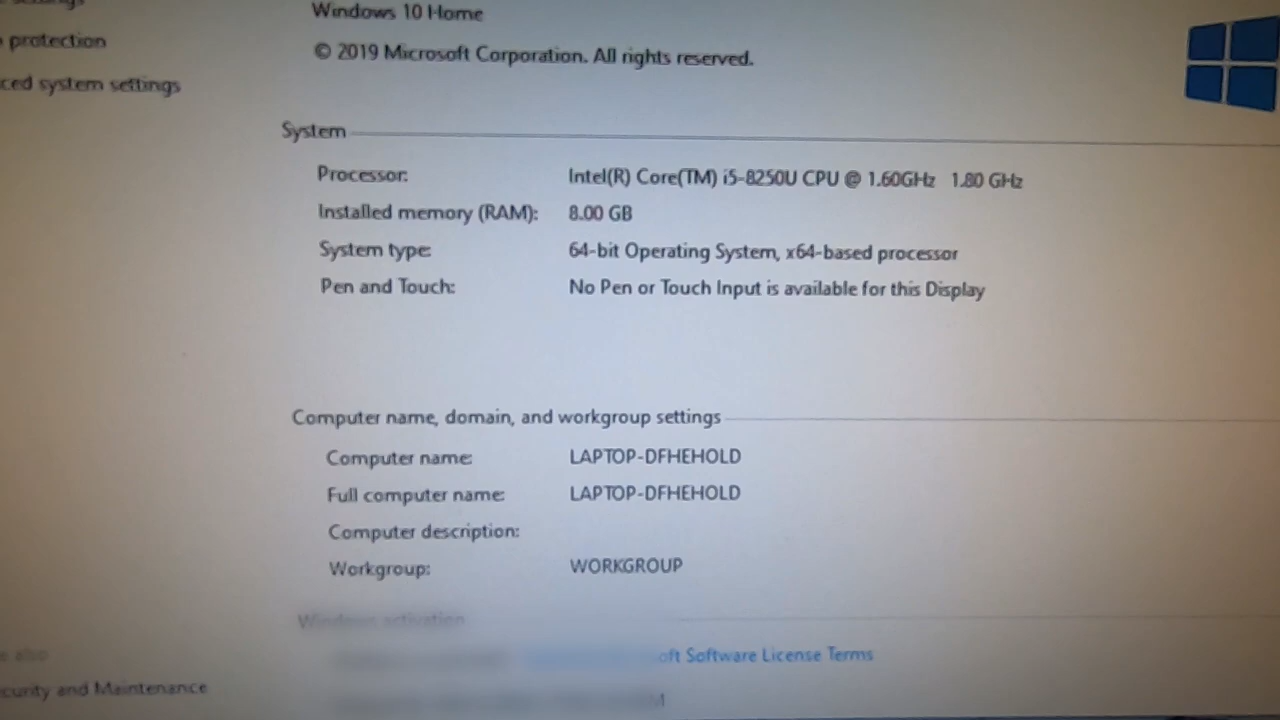 settings
Windows 10 Home
protection
© 2019 Microsoft Corporation. All rights reserved.
ced system settings
System
Processor: Intel(R) Core(TM) i5-8250U CPU @ 1.60GHz 1.80 GHz
Installed memory (RAM): 8.00 GB
System type: 64-bit Operating System, x64-based processor
Pen and Touch: No Pen or Touch Input is available for this Display
Computer name, domain, and workgroup settings
Computer name: LAPTOP-DFHEHOLD
Full computer name: LAPTOP-DFHEHOLD
Computer description:
Workgroup: WORKGROUP
Windows activation
e also
oft Software License Terms
curity and Maintenance